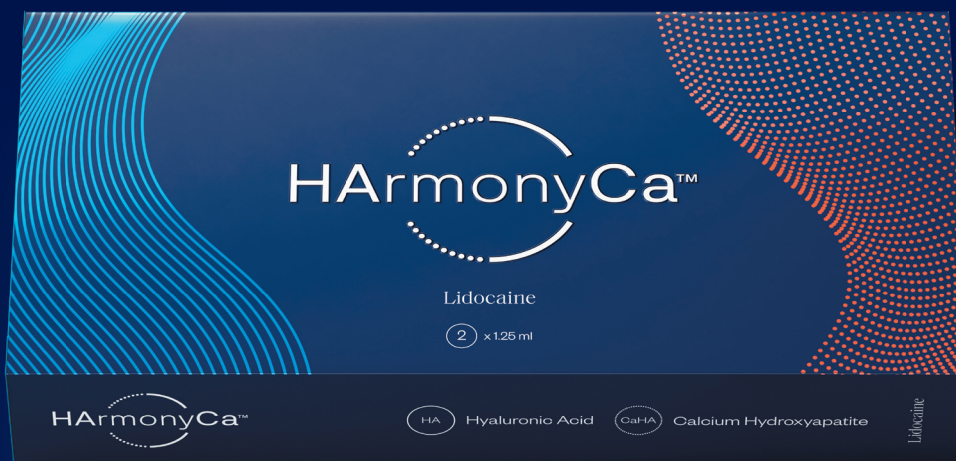 HArmonyCa™
Lidocaine
2 x 1.25 ml
HArmonyCa™
HA Hyaluronic Acid CaHA Calcium Hydroxyapatite
Lidocaine